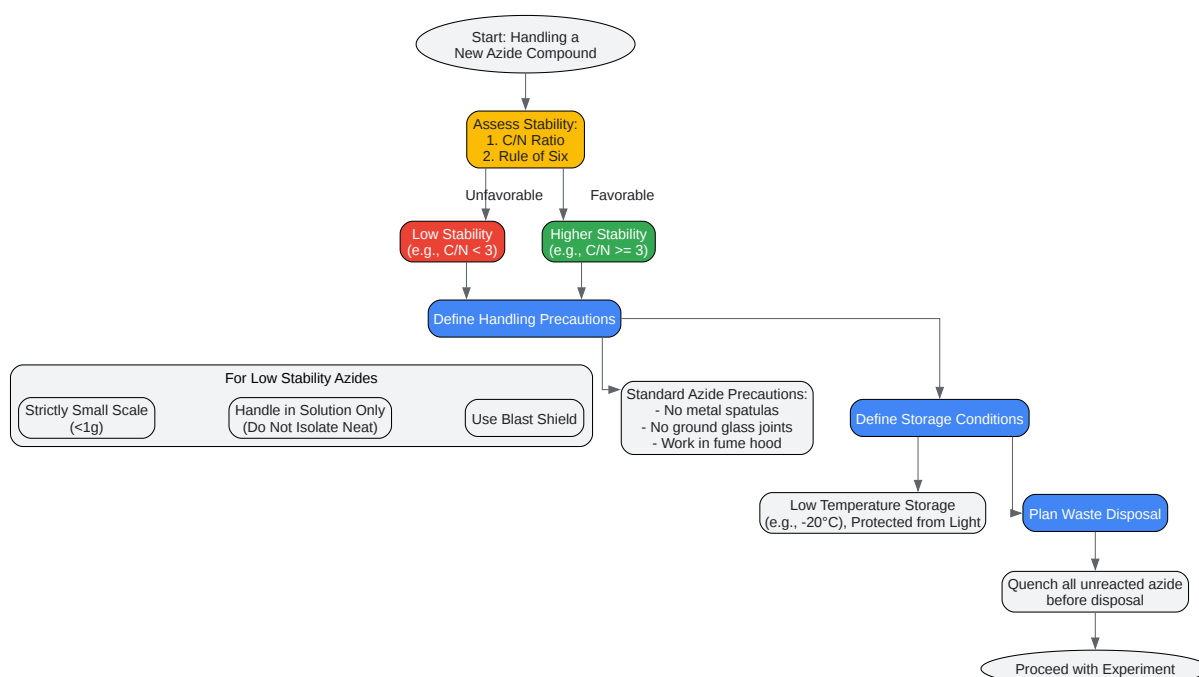 Start: Handling a
New Azide Compound
Assess Stability:
1. C/N Ratio
2. Rule of Six
Unfavorable
Favorable
Low Stability
(e.g., C/N < 3)
Higher Stability
(e.g., C/N >= 3)
Define Handling Precautions
For Low Stability Azides
Strictly Small Scale
(<1g)
Handle in Solution Only
(Do Not Isolate Neat)
Use Blast Shield
Standard Azide Precautions:
- No metal spatulas
- No ground glass joints
- Work in fume hood
Define Storage Conditions
Low Temperature Storage
(e.g., -20°C), Protected from Light
Plan Waste Disposal
Quench all unreacted azide
before disposal
Proceed with Experiment